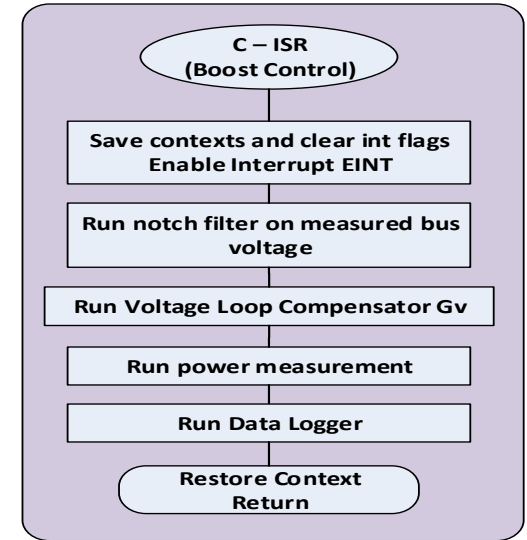 C – ISR
(Boost Control)
Save contexts and clear int flags
Enable Interrupt EINT
Run notch filter on measured bus
voltage
Run Voltage Loop Compensator Gv
Run power measurement
Run Data Logger
Restore Context
Return